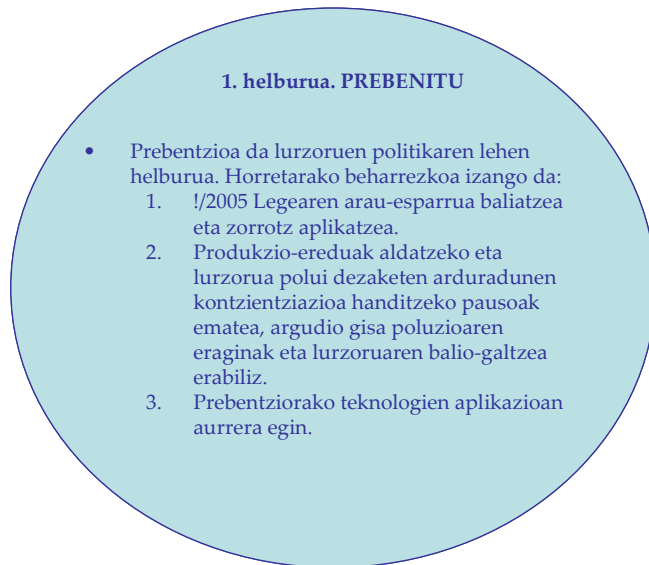 1. helburua. PREBENITU
• Prebentzioa da lurzoruen politikaren lehen
helburua. Horretarako beharrezkoa izango da:
1. !/2005 Legearen arau-esparrua baliatzea
eta zorrotz aplikatzea.
2. Produkzio-ereduak aldatzeko eta
lurzorua polui dezaketen arduradunen
kontzientziazioa handitzeko pausoak
ematea, argudio gisa poluzioaren
eraginak eta lurzoruaren balio-galtzea
erabiliz.
3. Prebentziorako teknologien aplikazioan
aurrera egin.